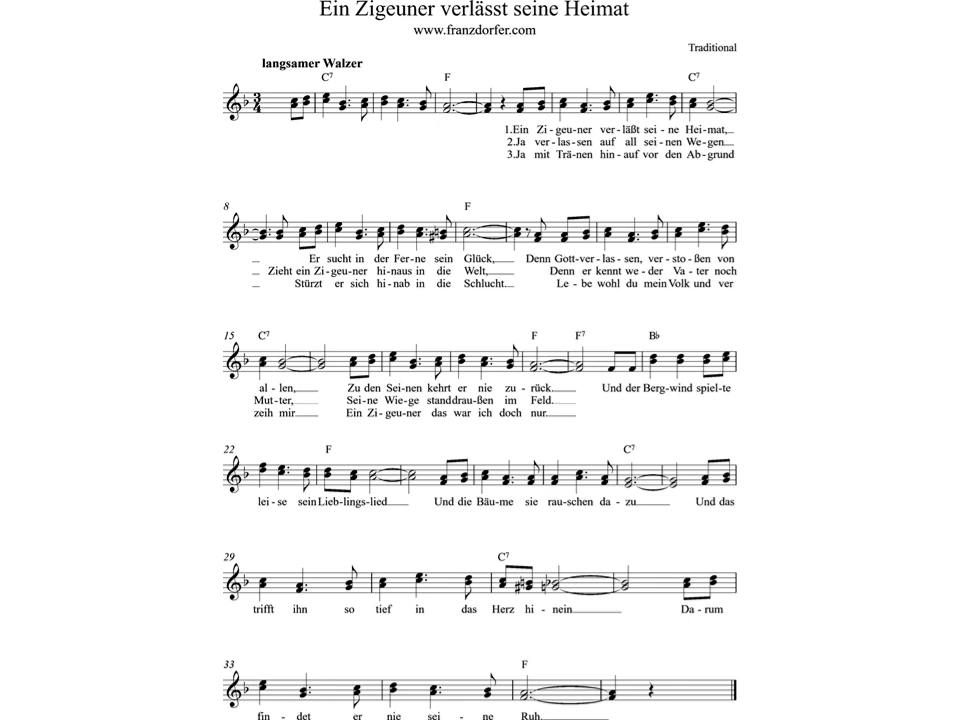 Ein Zigeuner verlässt seine Heimat
www.franzdorfer.com
Traditional
langsamer Walzer
C7 F C7
1.Ein Zi-geu-ner ver-läßt sei-ne Hei-mat,
2.Ja ver-las-sen auf all sei-nen We-gen
3.Ja mit Trä-nen hin-auf vor den Ab-grund
8 F
Er sucht in der Fer-ne sein Glück, Denn Gott-ver-las-sen, ver-sto-ßen von
Zieht ein Zi-geu-ner hi-naus in die Welt, Denn er kennt we-der Va-ter noch
Stürzt er sich hi-nab in die Schlucht. Le-be wohl du mein Volk und ver
15 C7 F F7 Bb
al-len, Zu den Sei-nen kehrt er nie zu-rück. Und der Berg-wind spiel-te
Mut-ter, Sei-ne Wie-ge stand drau-ßen im Feld.
zeih mir Ein Zi-geu-ner das war ich doch nur.
22 F C7
lei-se sein Lieb-lings-lied Und die Bäu-me sie rau-schen da-zu Und das
29 C7
trifft ihn so tief in das Herz hi-nein Da-rum
33 F
fin-det er nie sei-ne Ruh.